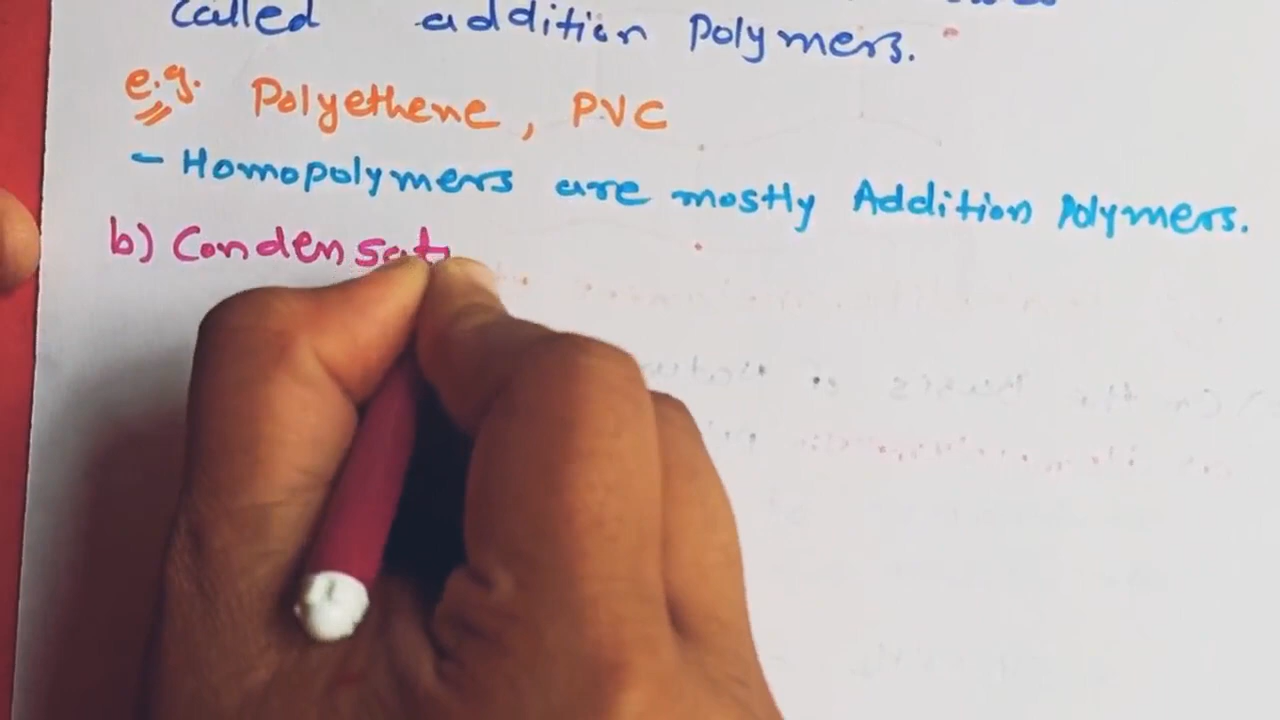 called addition Polymers.
e.g. Polyethene, PVC
- Homopolymers are mostly Addition Polymers.
b) Condensat